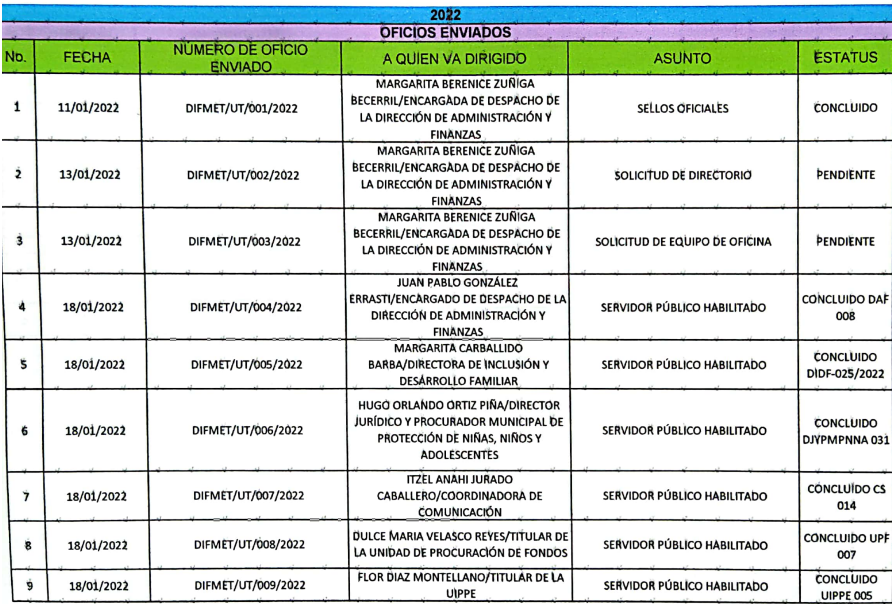 2022
OFICIOS ENVIADOS
No. FECHA NÚMERO DE OFICIO ENVIADO A QUIEN VA DIRIGIDO ASUNTO ESTATUS
1 11/01/2022 DIFMET/UT/001/2022 MARGARITA BERENICE ZUÑIGA BECERRIL/ENCARGADA DE DESPACHO DE LA DIRECCIÓN DE ADMINISTRACIÓN Y FINANZAS SELLOS OFICIALES CONCLUIDO
2 13/01/2022 DIFMET/UT/002/2022 MARGARITA BERENICE ZUÑIGA BECERRIL/ENCARGADA DE DESPACHO DE LA DIRECCIÓN DE ADMINISTRACIÓN Y FINANZAS SOLICITUD DE DIRECTORIO PENDIENTE
3 13/01/2022 DIFMET/UT/003/2022 MARGARITA BERENICE ZUÑIGA BECERRIL/ENCARGADA DE DESPACHO DE LA DIRECCIÓN DE ADMINISTRACIÓN Y FINANZAS SOLICITUD DE EQUIPO DE OFICINA PENDIENTE
4 18/01/2022 DIFMET/UT/004/2022 JUAN PABLO GONZÁLEZ ERRASTI/ENCARGADO DE DESPACHO DE LA DIRECCIÓN DE ADMINISTRACIÓN Y FINANZAS SERVIDOR PÚBLICO HABILITADO CONCLUIDO DAF 008
5 18/01/2022 DIFMET/UT/005/2022 MARGARITA CARBALLIDO BARBA/DIRECTORA DE INCLUSIÓN Y DESARROLLO FAMILIAR SERVIDOR PÚBLICO HABILITADO CONCLUIDO DIDF-025/2022
6 18/01/2022 DIFMET/UT/006/2022 HUGO ORLANDO ORTIZ PIÑA/DIRECTOR JURÍDICO Y PROCURADOR MUNICIPAL DE PROTECCIÓN DE NIÑAS, NIÑOS Y ADOLESCENTES SERVIDOR PÚBLICO HABILITADO CONCLUIDO DJYPMPNNA 031
7 18/01/2022 DIFMET/UT/007/2022 ITZEL ANAHI JURADO CABALLERO/COORDINADORA DE COMUNICACIÓN SERVIDOR PÚBLICO HABILITADO CONCLUÍDO CS 014
8 18/01/2022 DIFMET/UT/008/2022 DULCE MARIA VELASCO REYES/TITULAR DE LA UNIDAD DE PROCURACIÓN DE FONDOS SERVIDOR PÚBLICO HABILITADO CONCLUIDO UPF 007
9 18/01/2022 DIFMET/UT/009/2022 FLOR DIAZ MONTELLANO/TITULAR DE LA UIPPE SERVIDOR PÚBLICO HABILITADO CONCLUIDO UIPPE 005